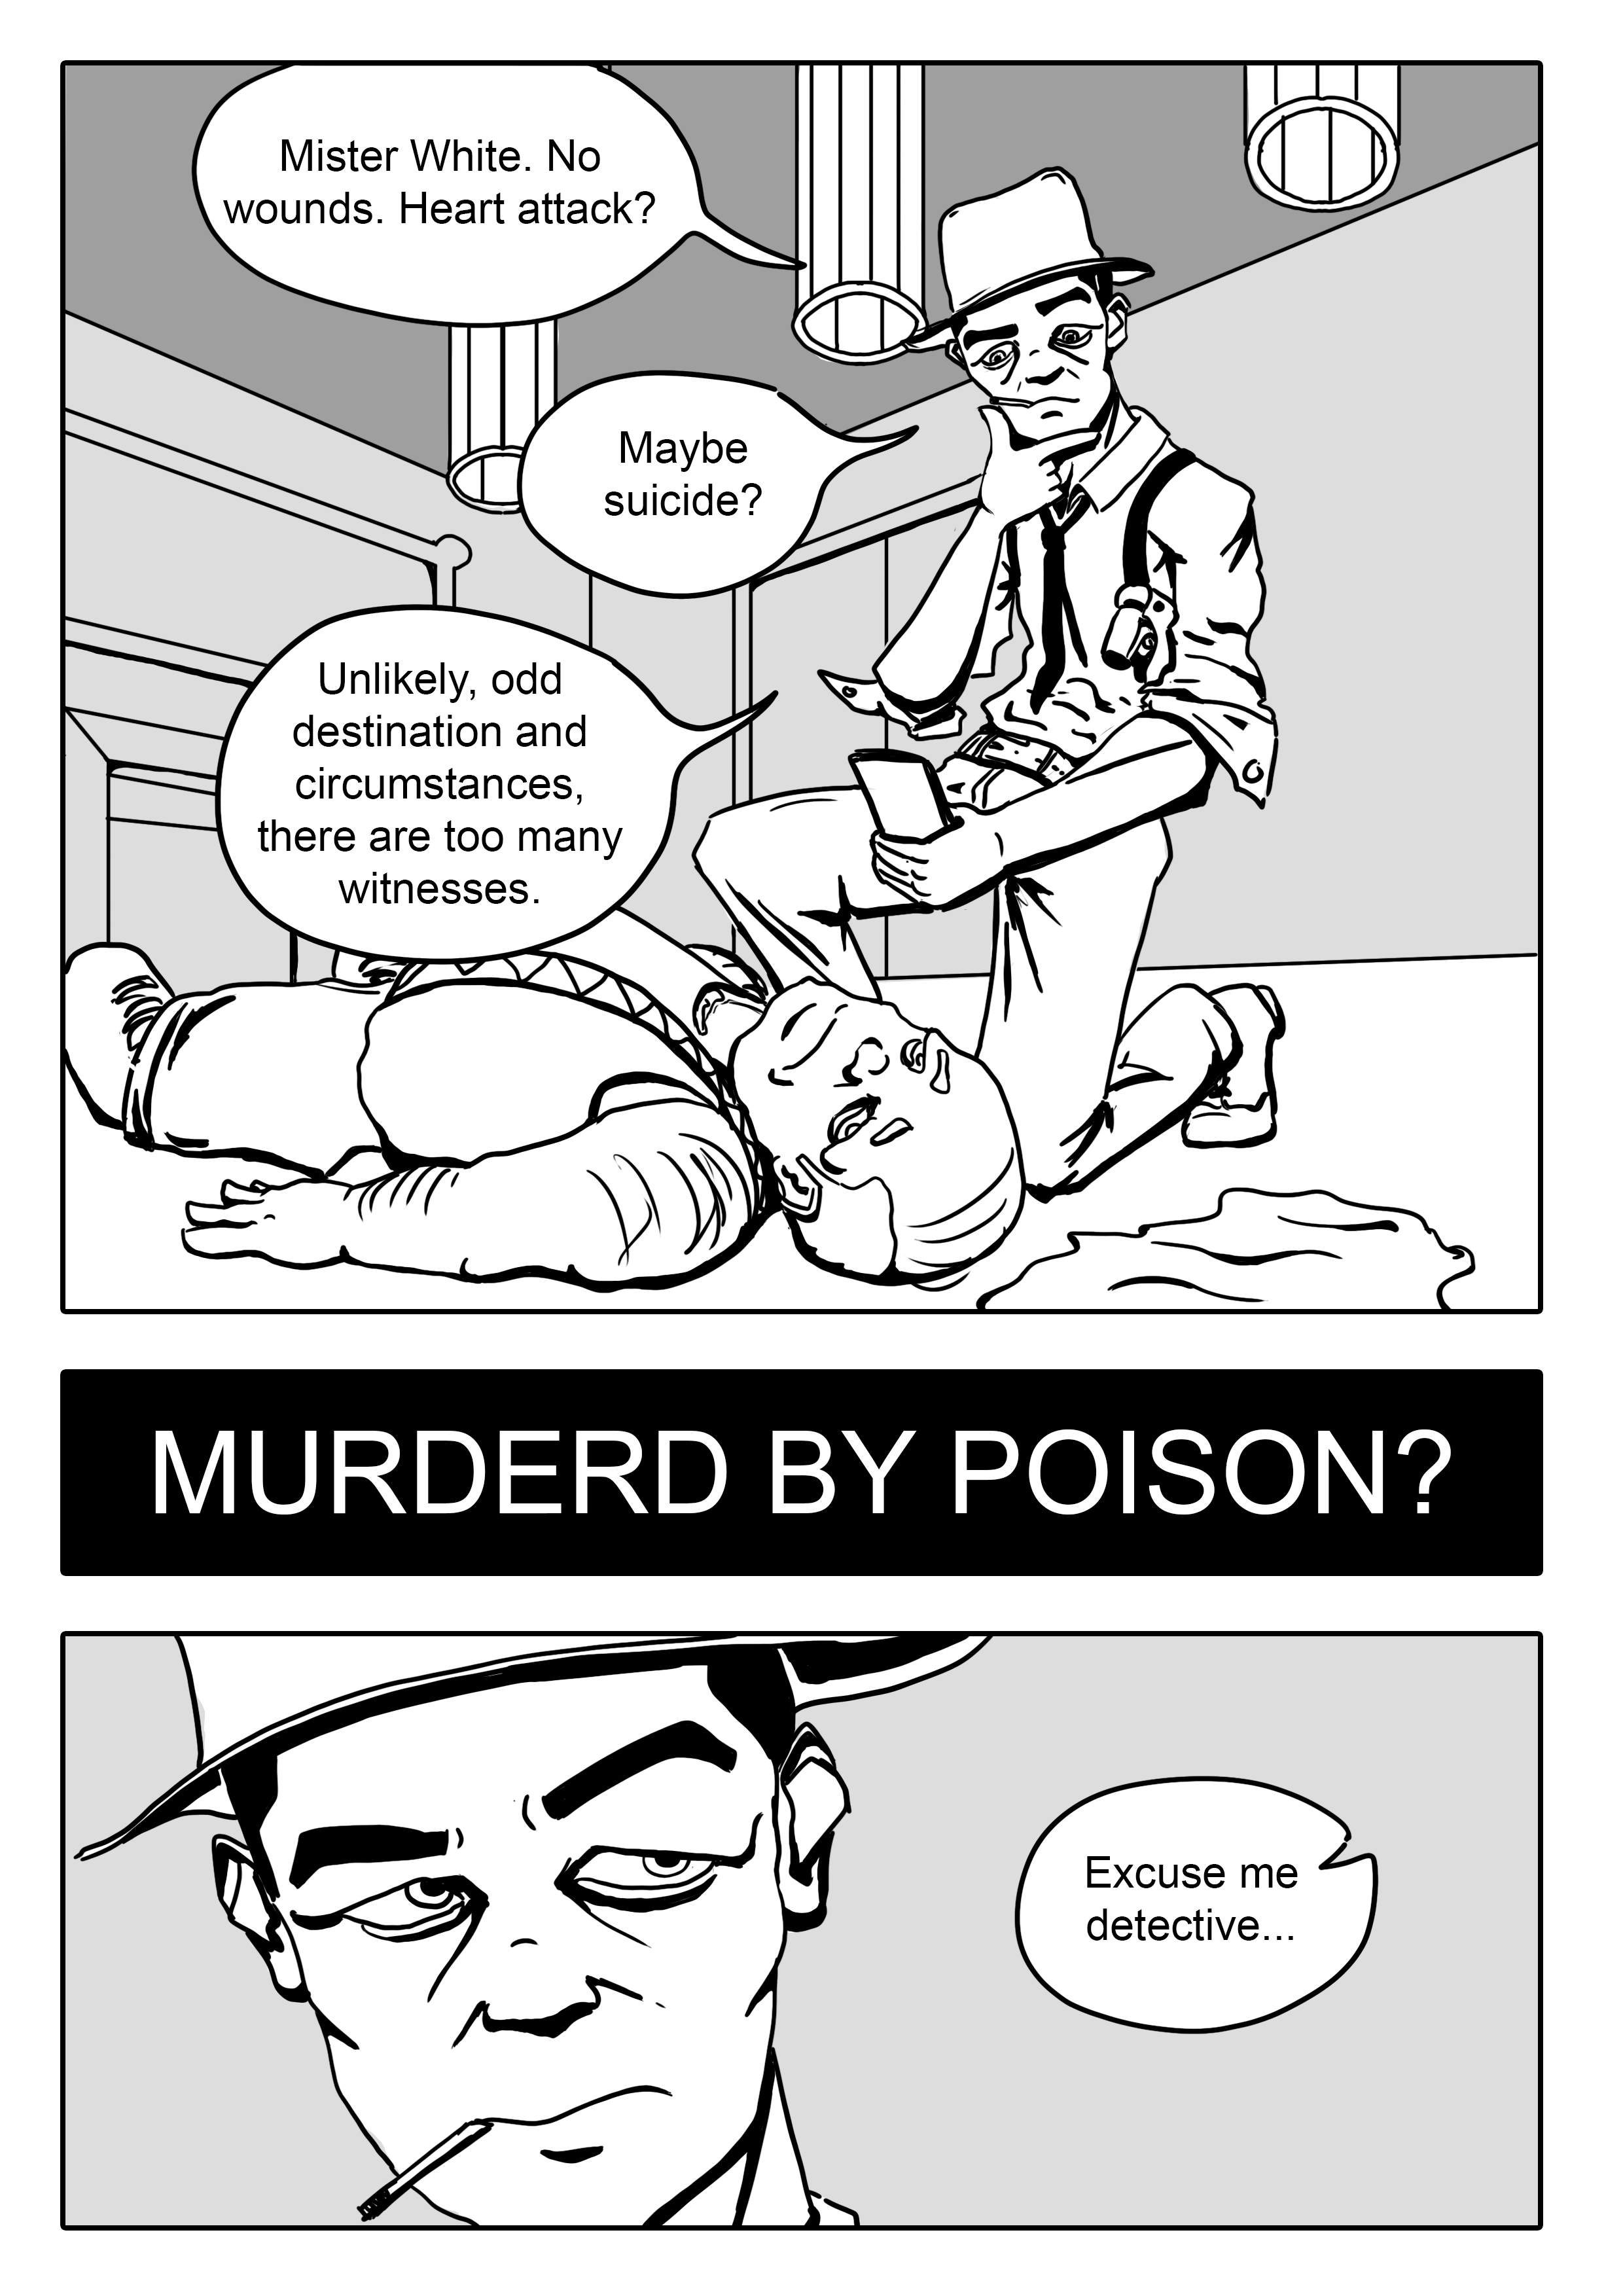 Mister White. No
wounds. Heart attack?
Maybe
suicide?
Unlikely, odd
destination and
circumstances,
there are too many
witnesses.
MURDERD BY POISON?
Excuse me
detective...